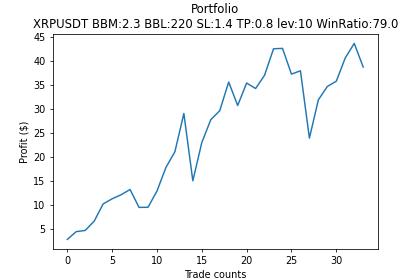 Portfolio
XRPUSDT BBM:2.3 BBL:220 SL:1.4 TP:0.8 lev:10 WinRatio:79.0
45
40
35
30
25
20
15
10
5
Profit ($)
0 5 10 15 20 25 30
Trade counts